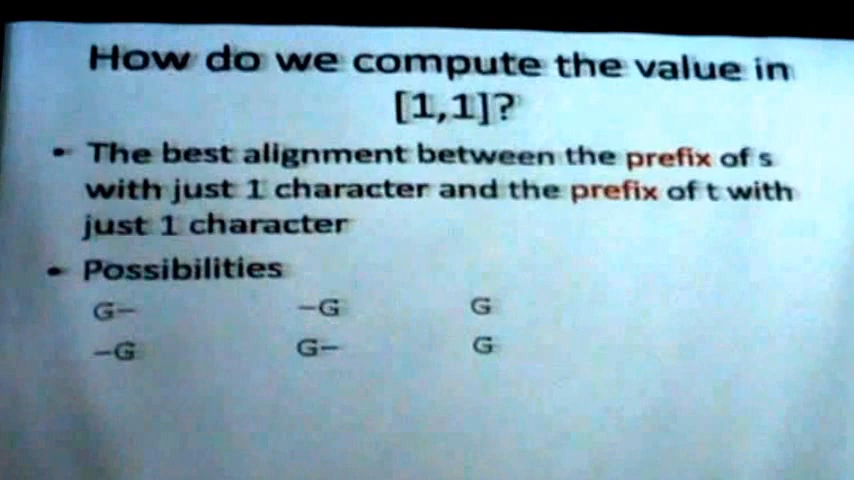 How do we compute the value in
[1,1]?
• The best alignment between the prefix of s
with just 1 character and the prefix of t with
just 1 character
• Possibilities
G– –G G
–G G– G